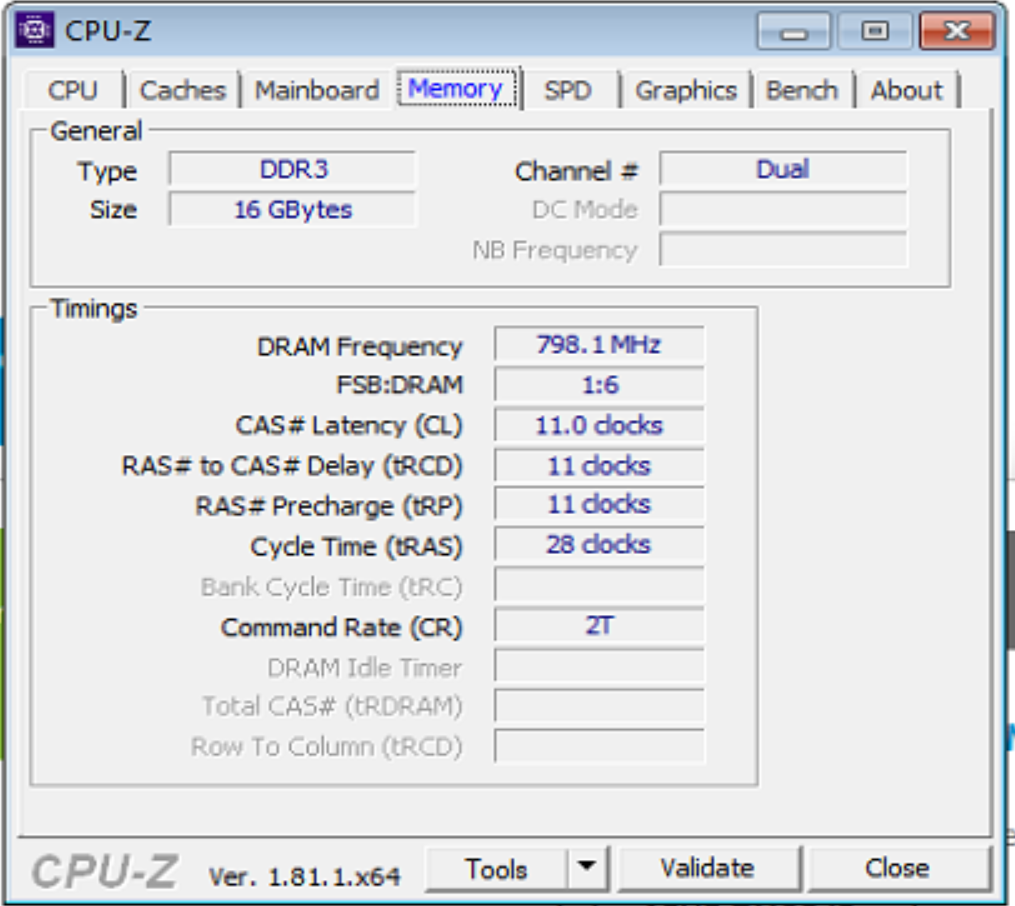 CPU-Z
CPU Caches Mainboard Memory SPD Graphics Bench About
General
Type DDR3 Channel # Dual
Size 16 GBytes DC Mode
NB Frequency
Timings
DRAM Frequency 798.1 MHz
FSB:DRAM 1:6
CAS# Latency (CL) 11.0 clocks
RAS# to CAS# Delay (tRCD) 11 clocks
RAS# Precharge (tRP) 11 clocks
Cycle Time (tRAS) 28 clocks
Bank Cycle Time (tRC)
Command Rate (CR) 2T
DRAM Idle Timer
Total CAS# (tRDRAM)
Row To Column (tRCD)
CPU-Z Ver. 1.81.1.x64 Tools Validate Close